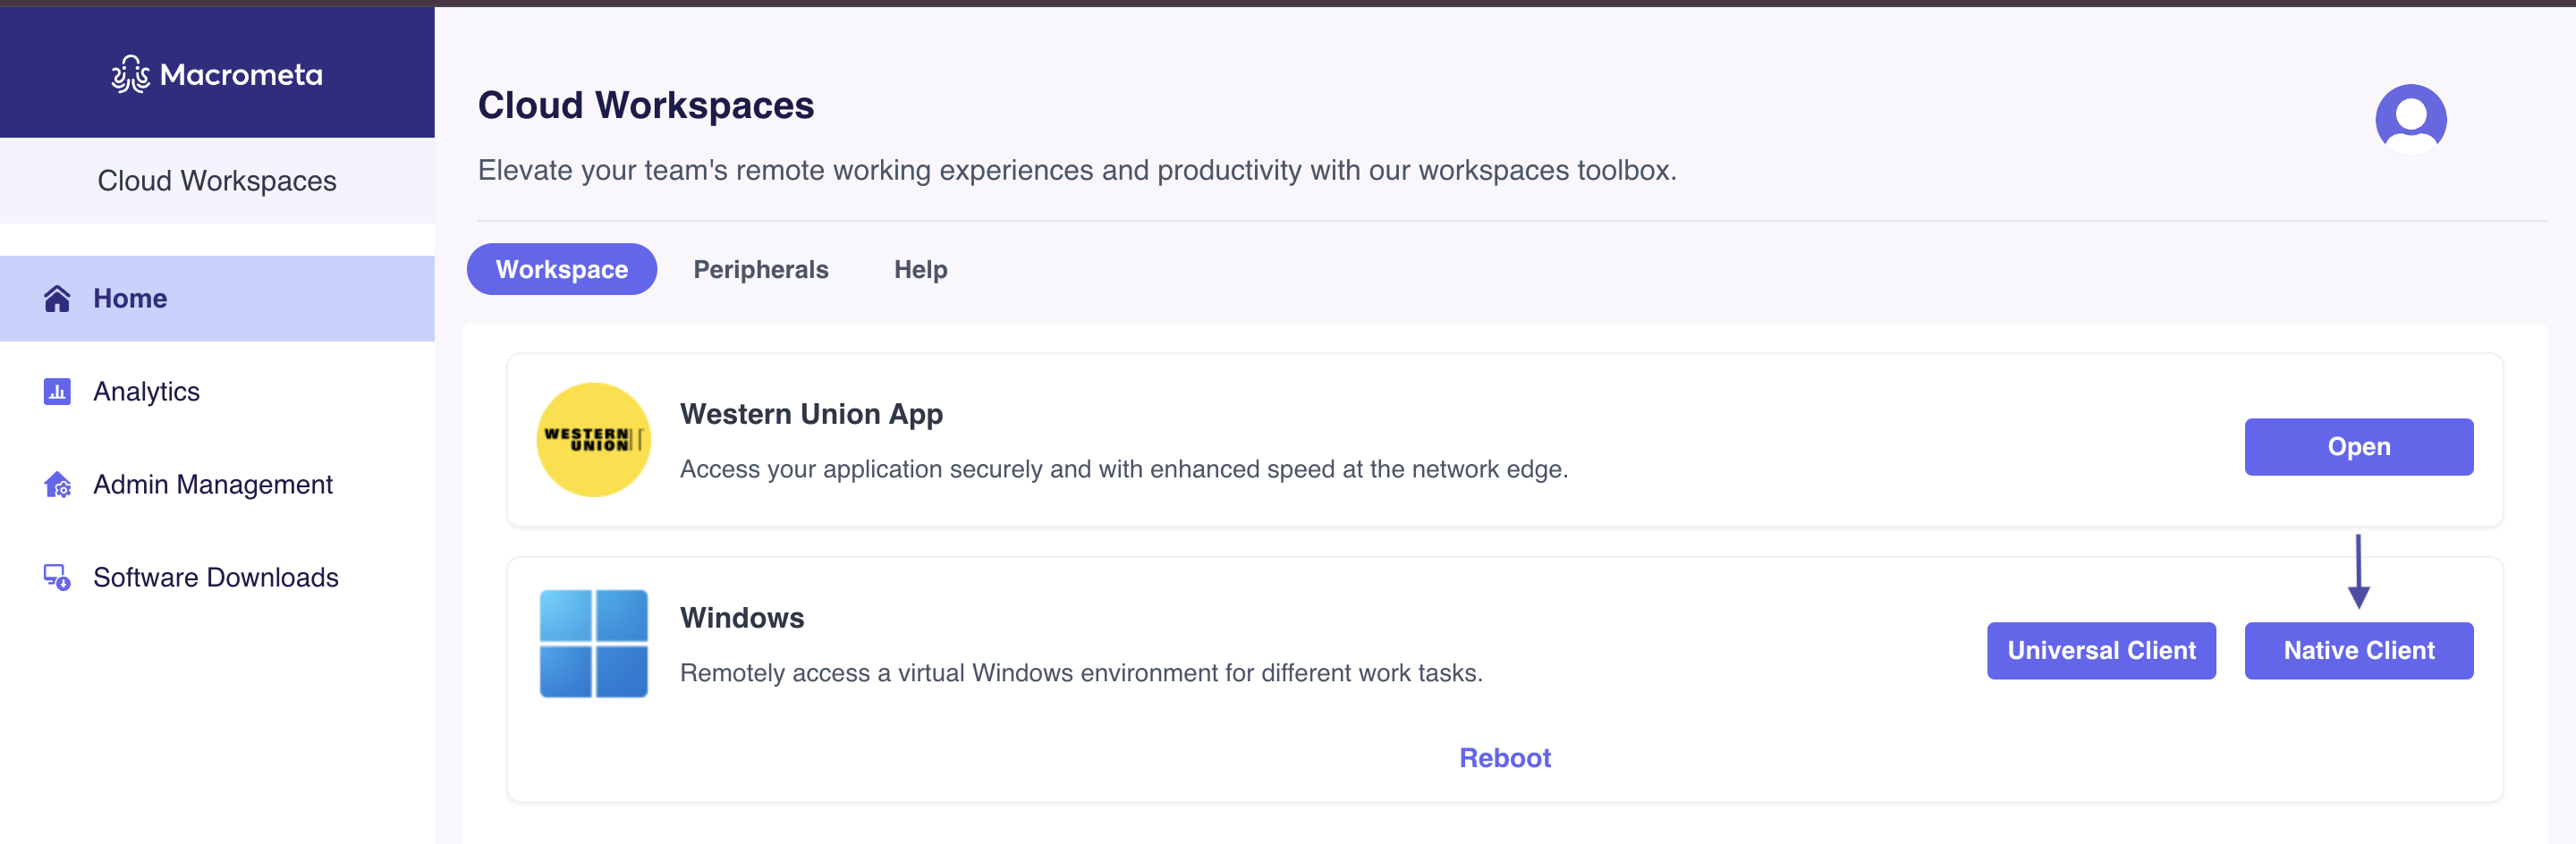 Macrometa
Cloud Workspaces
Home
Analytics
Admin Management
Software Downloads
Cloud Workspaces
Elevate your team's remote working experiences and productivity with our workspaces toolbox.
Workspace
Peripherals
Help
WESTERN
UNION
Western Union App
Access your application securely and with enhanced speed at the network edge.
Open
Windows
Remotely access a virtual Windows environment for different work tasks.
Universal Client
Native Client
Reboot